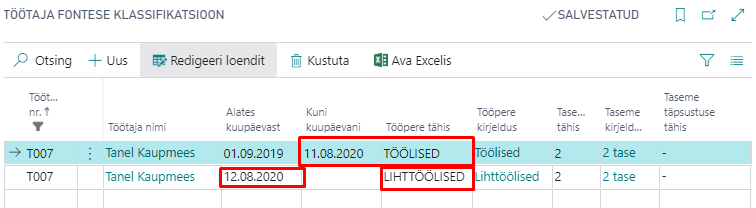 TÖÖTAJA FONTESE KLASSIFIKATSIOON SALVESTATUD
Otsing + Uus Redigeeri loendit Kustuta Ava Excelis
Tööt... nr. ↑ Töötaja nimi Alates kuupäevast Kuni kuupäevani Tööpere tähis Tööpere kirjeldus Tase... tähis Taseme kirjeld... Taseme täpsustuse tähis
→ T007 Tanel Kaupmees 01.09.2019 11.08.2020 TÖÖLISED Töölised 2 2 tase -
T007 Tanel Kaupmees 12.08.2020 LIHTTÖÖLISED Lihttöölised 2 2 tase -